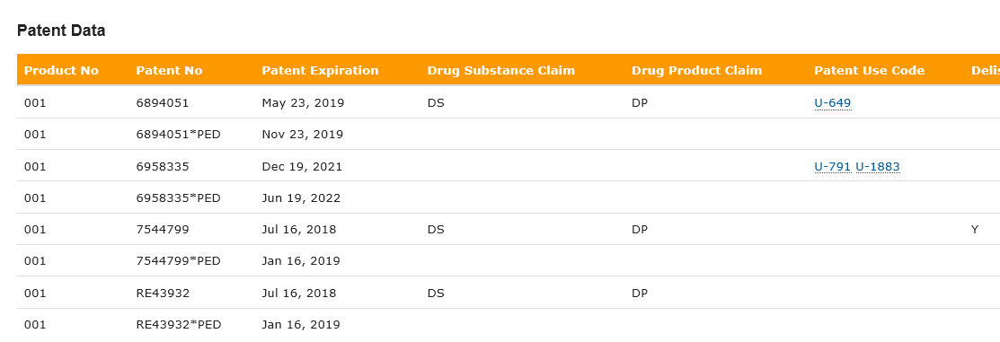 Patent Data
Product No Patent No Patent Expiration Drug Substance Claim Drug Product Claim Patent Use Code Delis
001 6894051 May 23, 2019 DS DP U-649
001 6894051*PED Nov 23, 2019
001 6958335 Dec 19, 2021 U-791 U-1883
001 6958335*PED Jun 19, 2022
001 7544799 Jul 16, 2018 DS DP Y
001 7544799*PED Jan 16, 2019
001 RE43932 Jul 16, 2018 DS DP
001 RE43932*PED Jan 16, 2019